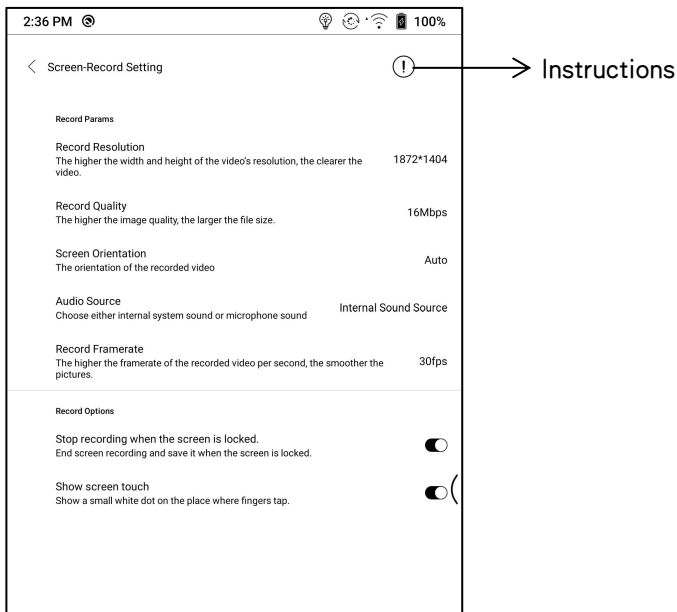 2:36 PM 100%
Screen-Record Setting
Instructions
Record Params
Record Resolution
The higher the width and height of the video's resolution, the clearer the
video.
1872*1404
Record Quality
The higher the image quality, the larger the file size.
16Mbps
Screen Orientation
The orientation of the recorded video
Auto
Audio Source
Choose either internal system sound or microphone sound
Internal Sound Source
Record Framerate
The higher the framerate of the recorded video per second, the smoother the
pictures.
30fps
Record Options
Stop recording when the screen is locked.
End screen recording and save it when the screen is locked.
Show screen touch
Show a small white dot on the place where fingers tap.